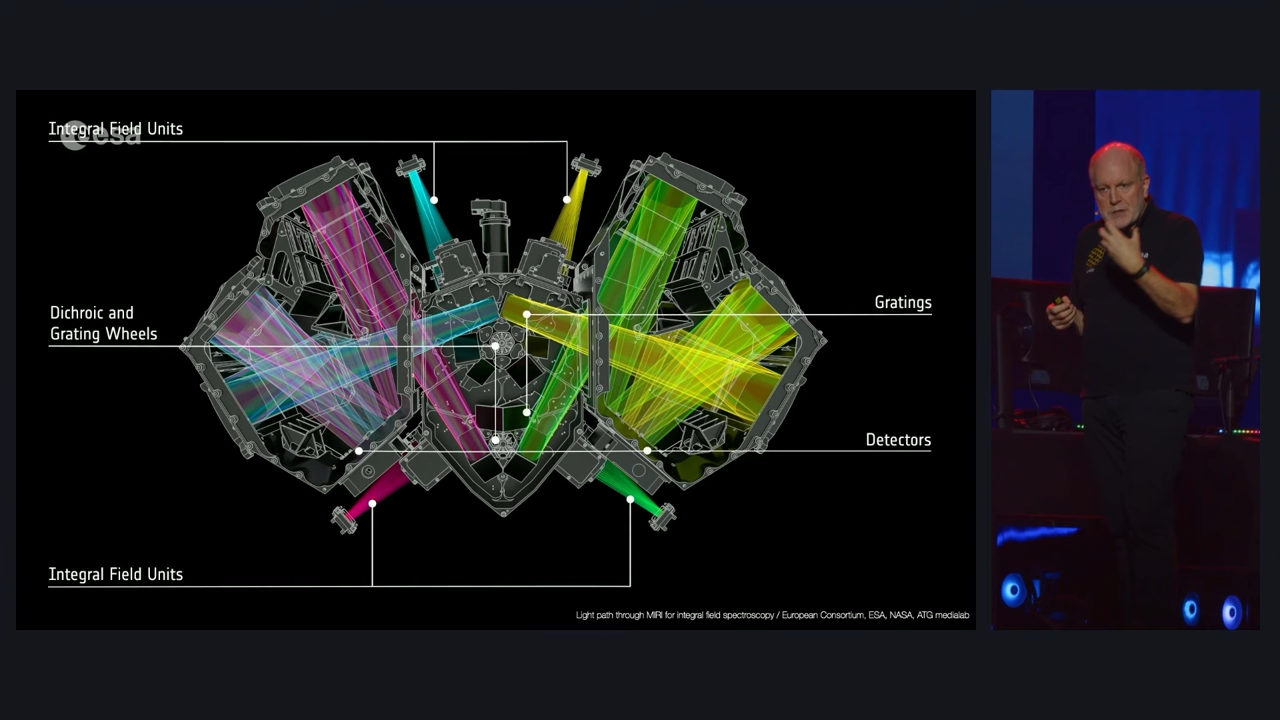 Integral Field Units
esa
Dichroic and
Grating Wheels
Gratings
Detectors
Integral Field Units
Light path through MIRI for integral field spectroscopy / European Consortium, ESA, NASA, ATG medialab